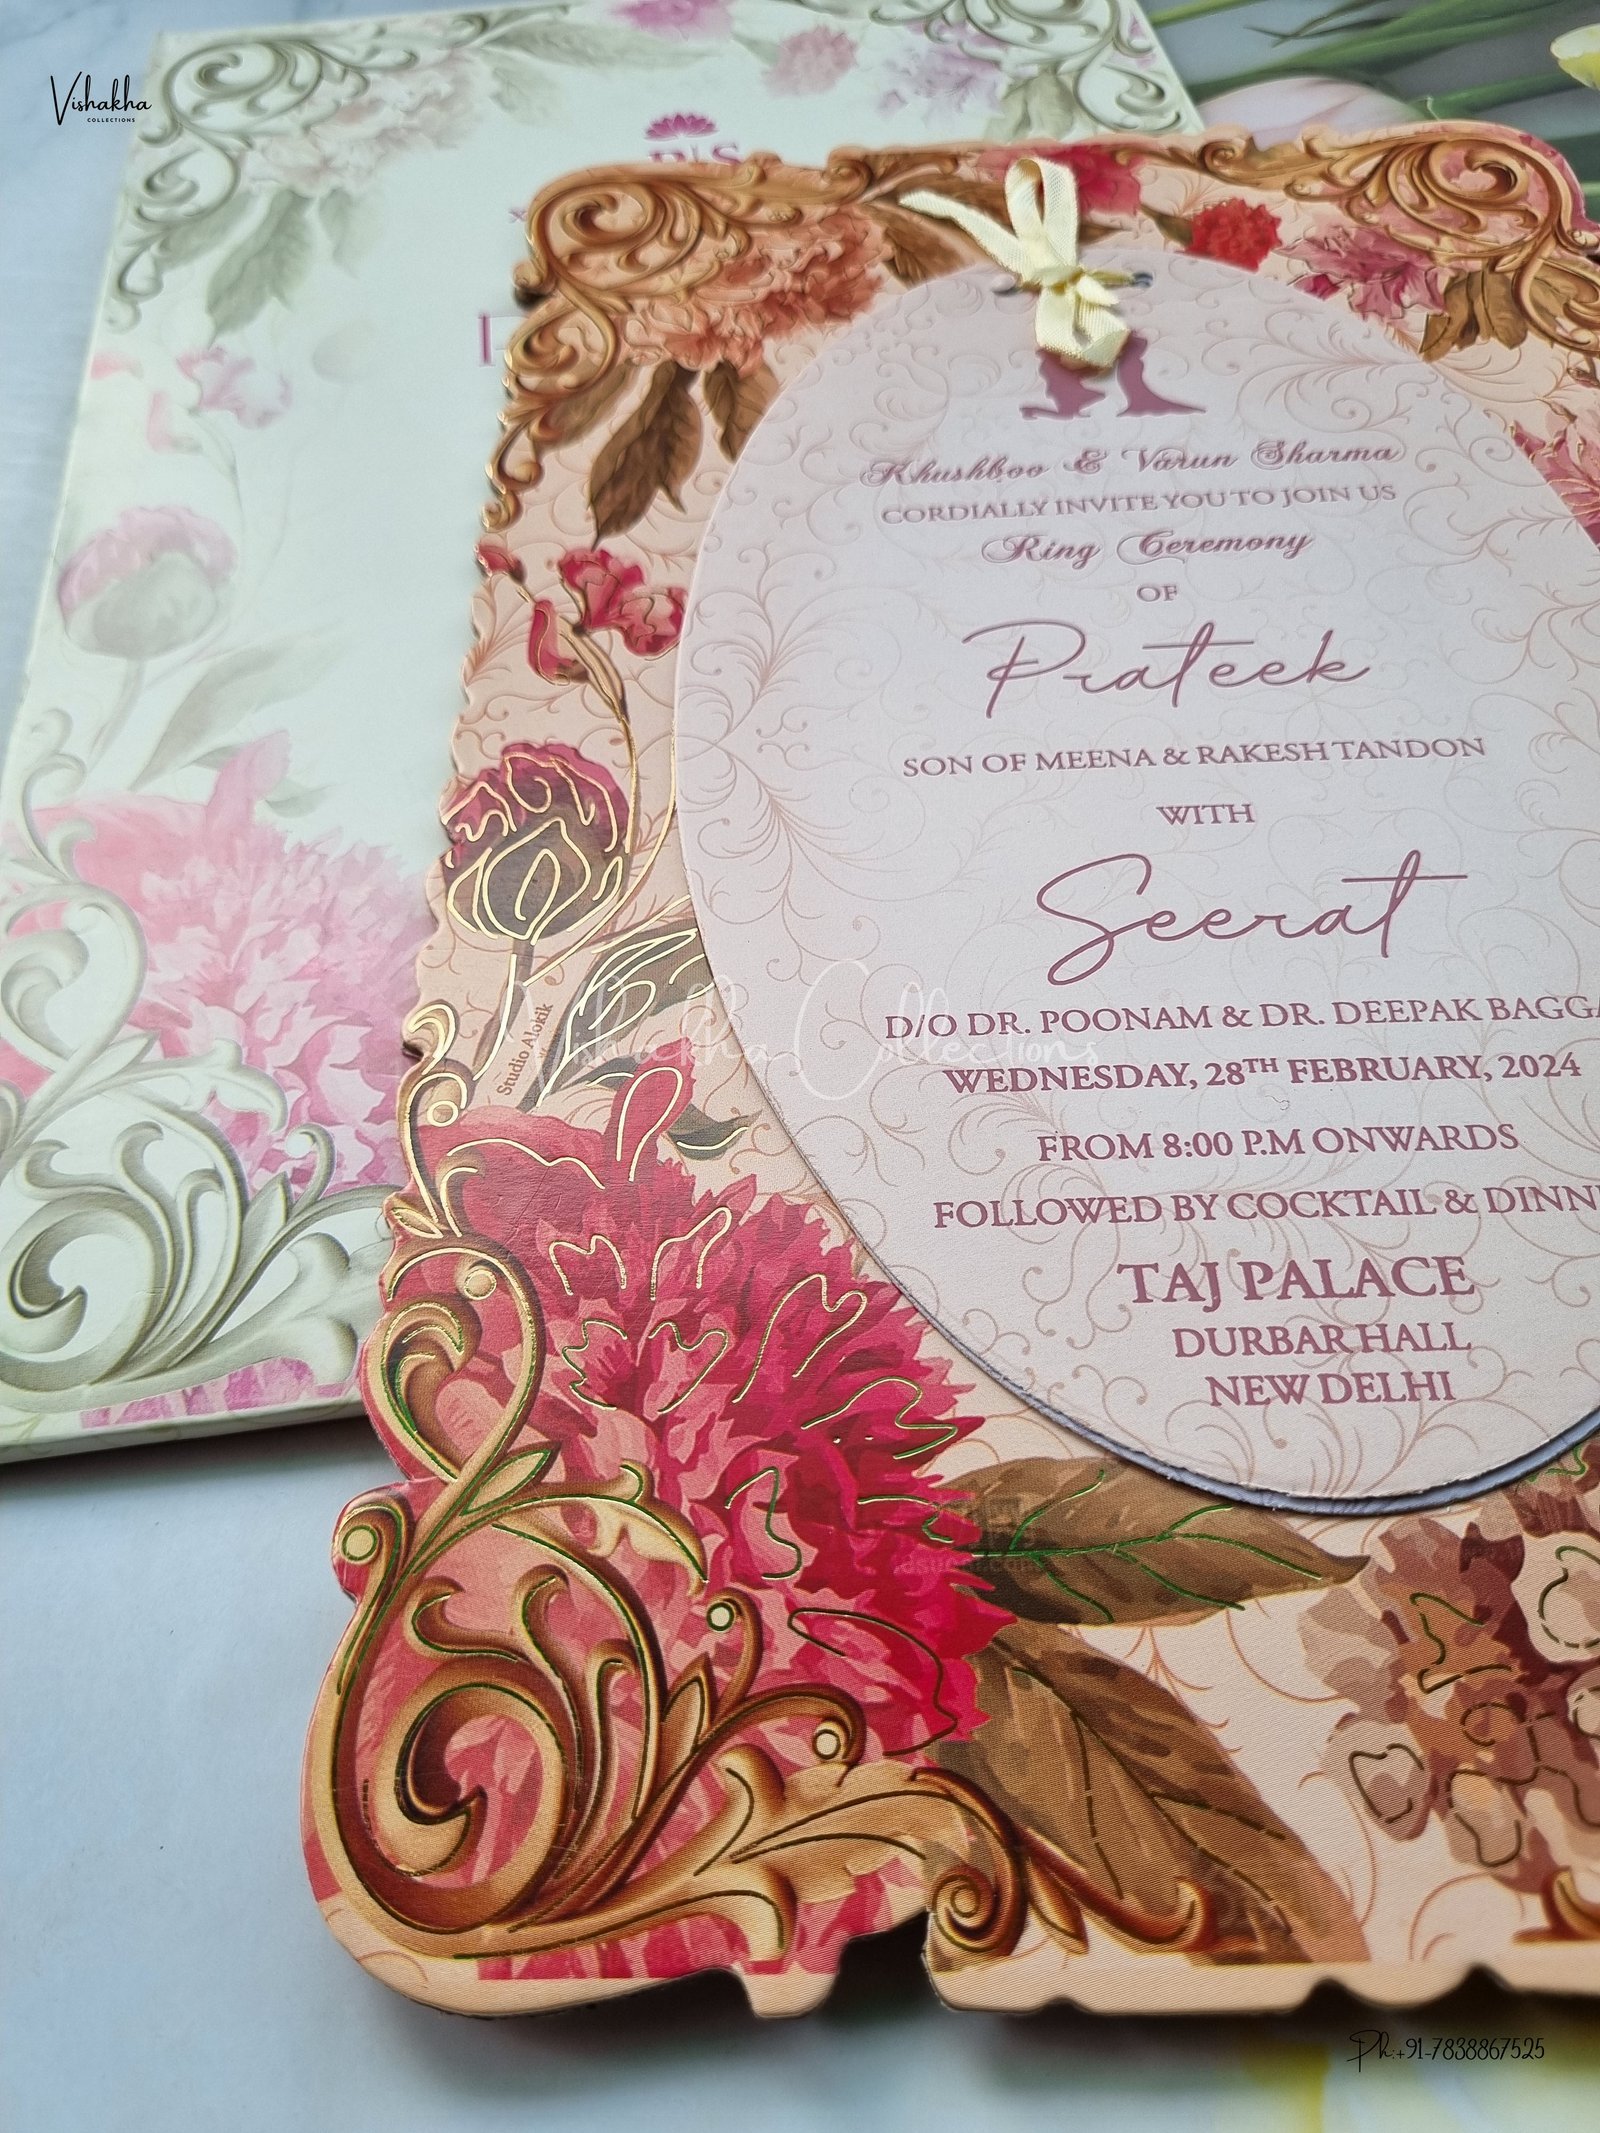 Vishakha
COLLECTIONS
Khushboo & Varun Sharma
CORDIALLY INVITE YOU TO JOIN US
Ring Ceremony
OF
Prateek
SON OF MEENA & RAKESH TANDON
WITH
Seerat
D/O DR. POONAM & DR. DEEPAK BAGGA
WEDNESDAY, 28TH FEBRUARY, 2024
FROM 8:00 P.M ONWARDS
FOLLOWED BY COCKTAIL & DINN
TAJ PALACE
DURBAR HALL
NEW DELHI
Studio Alokik
Vishakha Collections
Ph:+91-7838867525